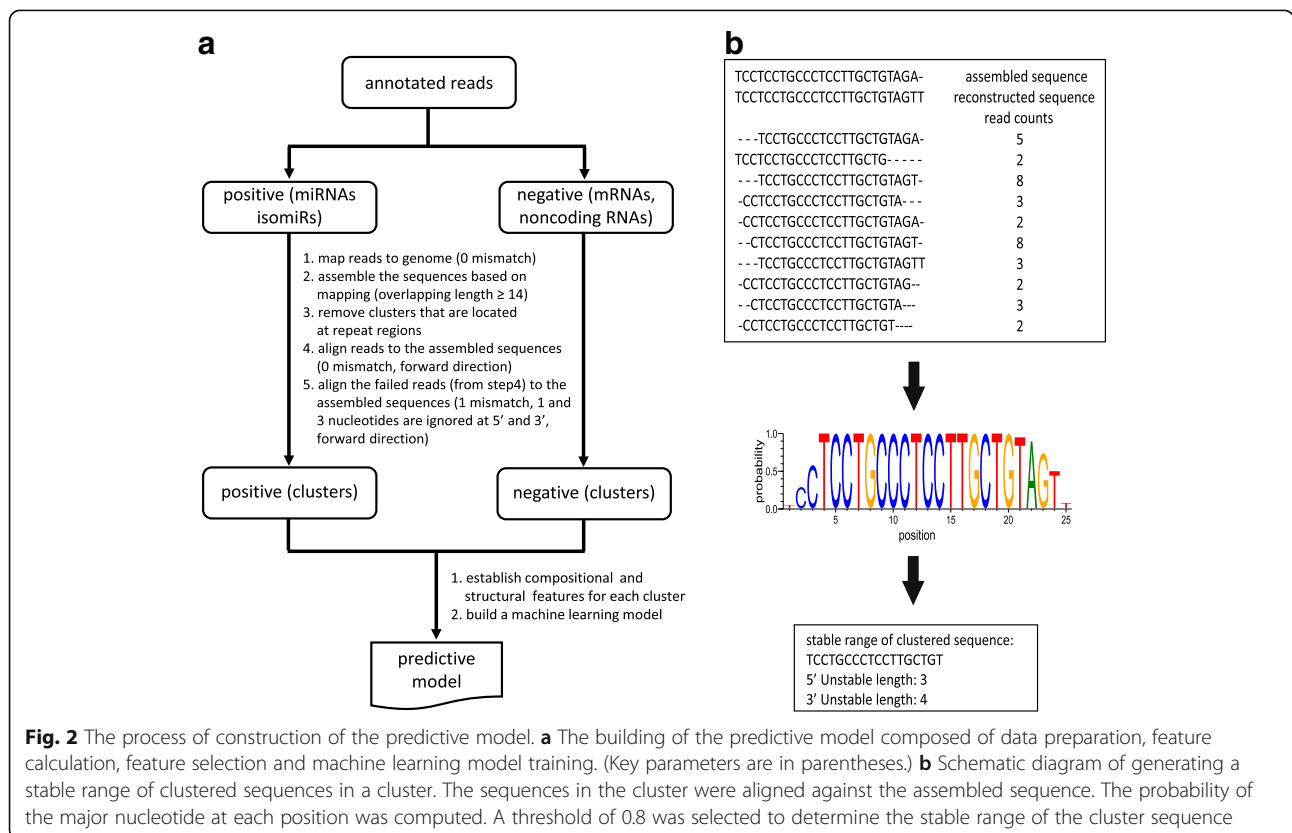 a
annotated reads
positive (miRNAs
isomiRs)
negative (mRNAs,
noncoding RNAs)
1. map reads to genome (0 mismatch)
2. assemble the sequences based on
mapping (overlapping length ≥ 14)
3. remove clusters that are located
at repeat regions
4. align reads to the assembled sequences
(0 mismatch, forward direction)
5. align the failed reads (from step4) to the
assembled sequences (1 mismatch, 1 and
3 nucleotides are ignored at 5’ and 3’,
forward direction)
positive (clusters)
negative (clusters)
1. establish compositional and
structural features for each cluster
2. build a machine learning model
predictive
model
b
TCCTCCTGCCCTCCTTGCTGTAGA- assembled sequence
TCCTCCTGCCCTCCTTGCTGTAGTT reconstructed sequence
read counts
---TCCTGCCCTCCTTGCTGTAGA- 5
TCCTCCTGCCCTCCTTGCTG----- 2
---TCCTGCCCTCCTTGCTGTAGT- 8
-CCTCCTGCCCTCCTTGCTGTA--- 3
-CCTCCTGCCCTCCTTGCTGTAGA- 2
--CTCCTGCCCTCCTTGCTGTAGT- 8
---TCCTGCCCTCCTTGCTGTAGTT 3
-CCTCCTGCCCTCCTTGCTGTAG-- 2
--CTCCTGCCCTCCTTGCTGTA--- 3
-CCTCCTGCCCTCCTTGCTGT---- 2
probability
1.0
0.5
0.0
TCCTCCTGCCCTCCTTGCTGTAGTT
5 10 15 20 25
position
stable range of clustered sequence:
TCCTGCCCTCCTTGCTGT
5’ Unstable length: 3
3’ Unstable length: 4
Fig. 2 The process of construction of the predictive model. a The building of the predictive model composed of data preparation, feature
calculation, feature selection and machine learning model training. (Key parameters are in parentheses.) b Schematic diagram of generating a
stable range of clustered sequences in a cluster. The sequences in the cluster were aligned against the assembled sequence. The probability of
the major nucleotide at each position was computed. A threshold of 0.8 was selected to determine the stable range of the cluster sequence